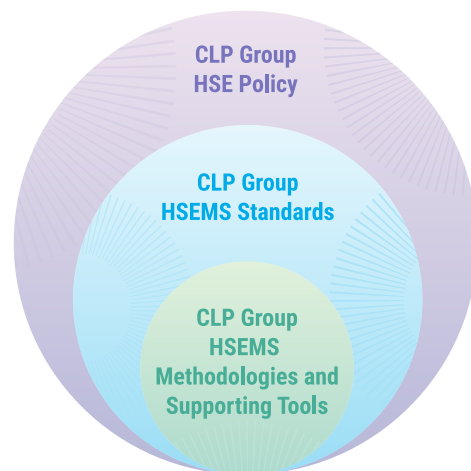 CLP Group
HSE Policy
CLP Group
HSEMS Standards
CLP Group
HSEMS
Methodologies and
Supporting Tools